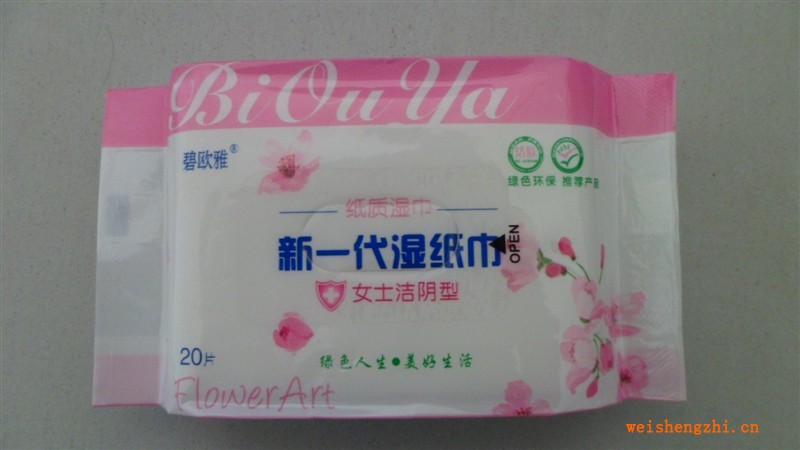 BiOuYa
碧欧雅®
绿色环保 推荐产品
纸质湿巾
新一代湿纸巾
OPEN
女士洁阴型
20片
绿色人生●美好生活
FlowerArt
weishengzhi.cn